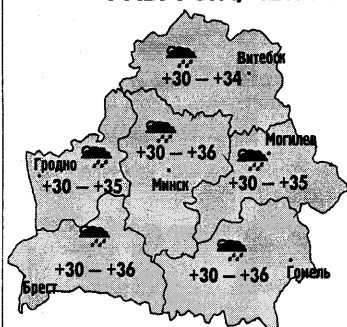 Витебск
+30 – +34
Могилев
+30 – +36
Гродно
+30 – +35
Минск
+30 – +35
+30 – +36
+30 – +36
Брест
Гомель